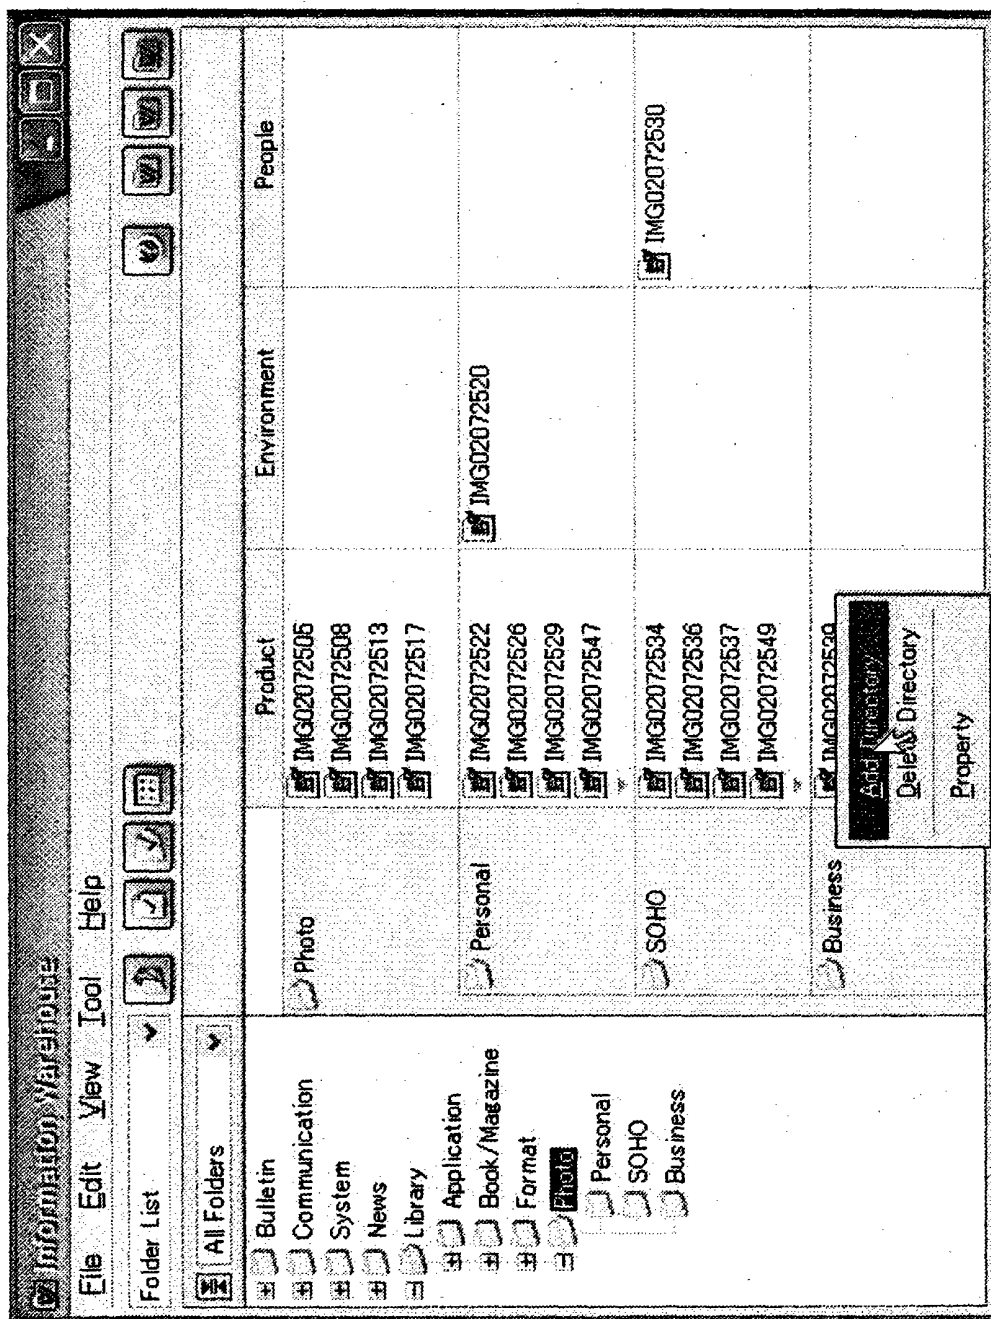 Information Warehouse
File Edit View Tool Help
Folder List
All Folders
Bulletin
Communication
System
News
Library
Application
Book/Magazine
Format
Photo
Personal
SOHO
Business
Product Environment People
Photo
IMG02072505
IMG02072508
IMG02072513
IMG02072517
Personal
IMG02072522 IMG02072520
IMG02072526
IMG02072529
IMG02072547
SOHO
IMG02072534 IMG02072530
IMG02072536
IMG02072537
IMG02072549
Business
IMG02072539
Add Directory
Delete Directory
Property